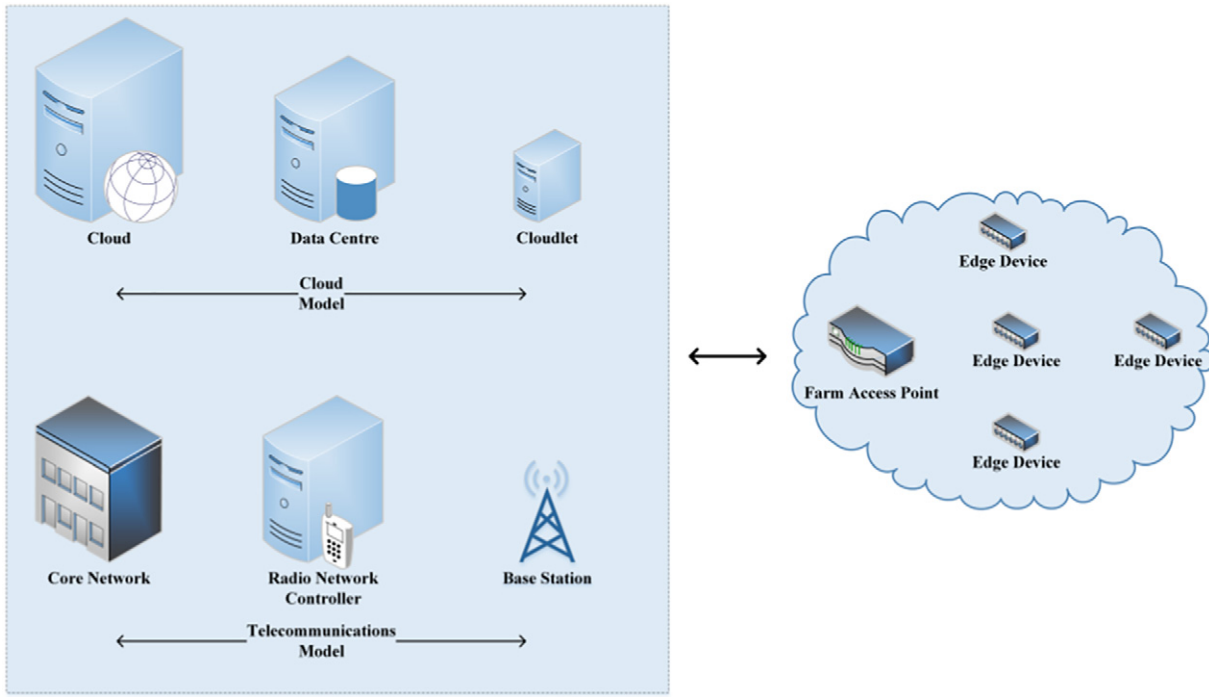 Cloud
Data Centre
Cloudlet
Cloud
Model
Core Network
Radio Network
Controller
Base Station
Telecommunications
Model
Edge Device
Farm Access Point
Edge Device
Edge Device
Edge Device